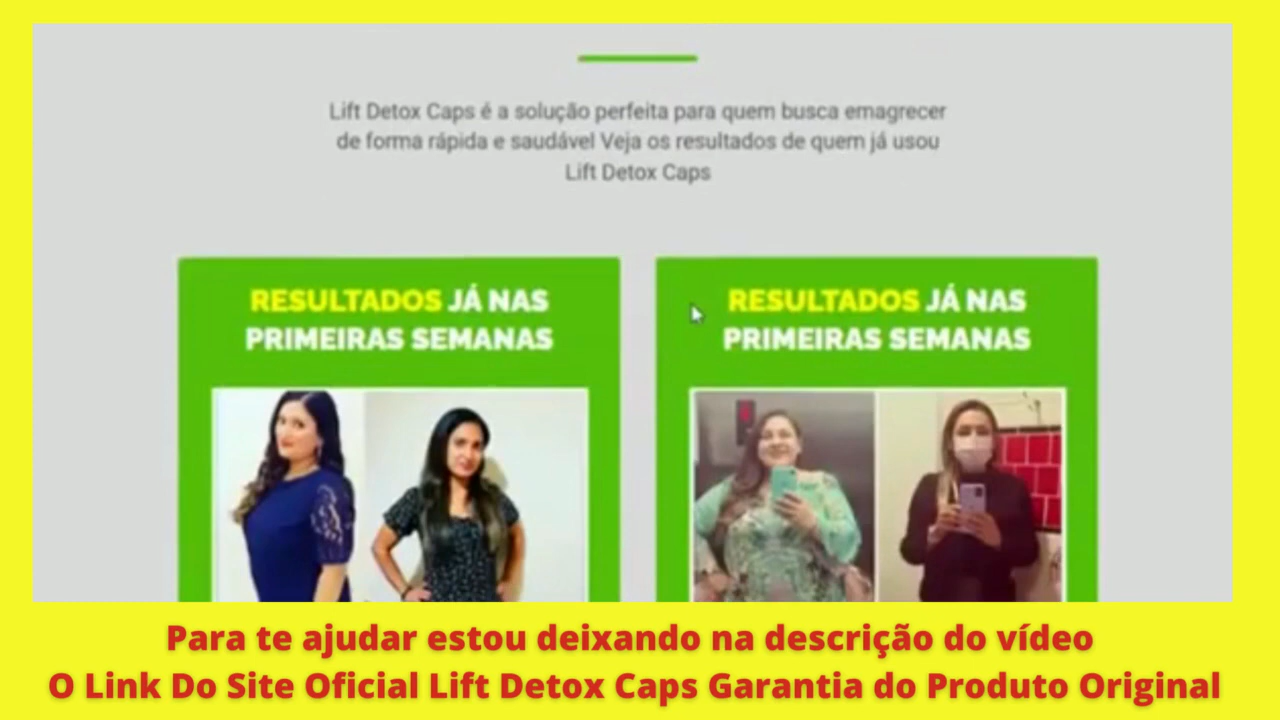 Lift Detox Caps é a solução perfeita para quem busca emagrecer
de forma rápida e saudável Veja os resultados de quem já usou
Lift Detox Caps
RESULTADOS JÁ NAS
PRIMEIRAS SEMANAS
RESULTADOS JÁ NAS
PRIMEIRAS SEMANAS
Para te ajudar estou deixando na descrição do vídeo
O Link Do Site Oficial Lift Detox Caps Garantia do Produto Original